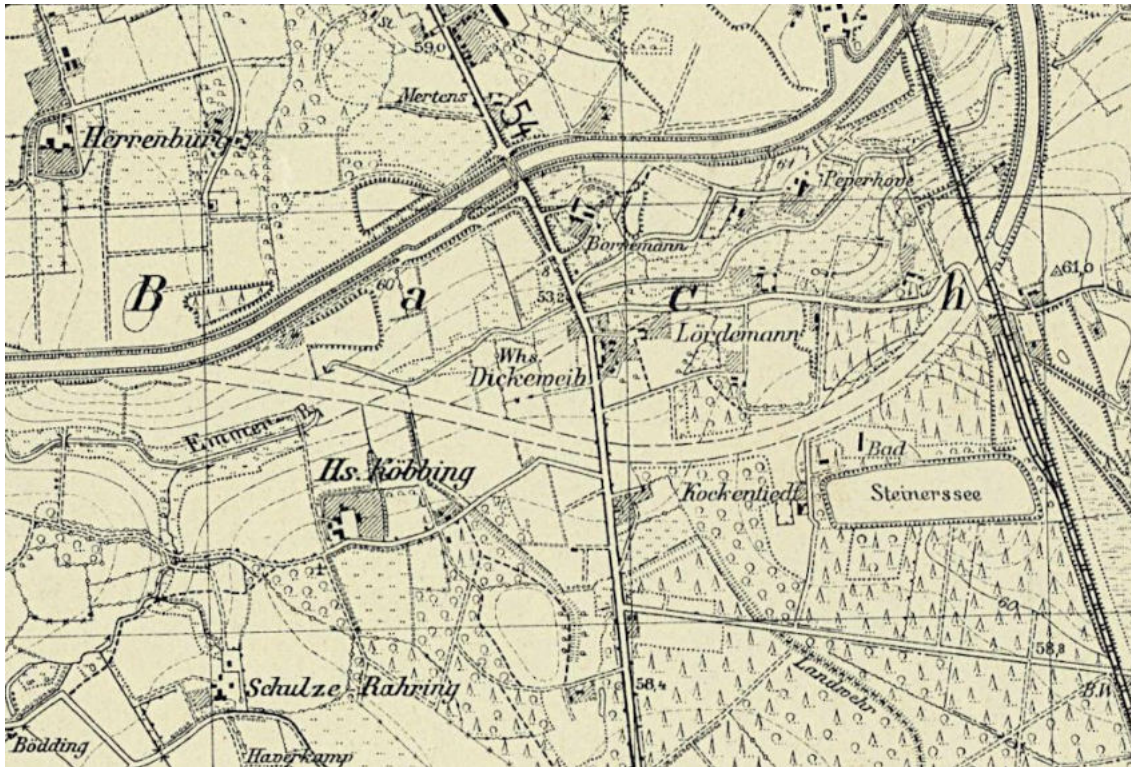 59,0
Mertens
54
Herrenburg
61
Peperhove
Bornemann
B a c h
60
53,2
61,0
Lördemann
Whs.
Dickeweib
Emmer B.
Hs.Köbbing
Bad
Kockentiedt
Steinerssee
60
58,8
Schulze Rahring
58,4
Landwehr
B.W.
Bödding
Haverkamp